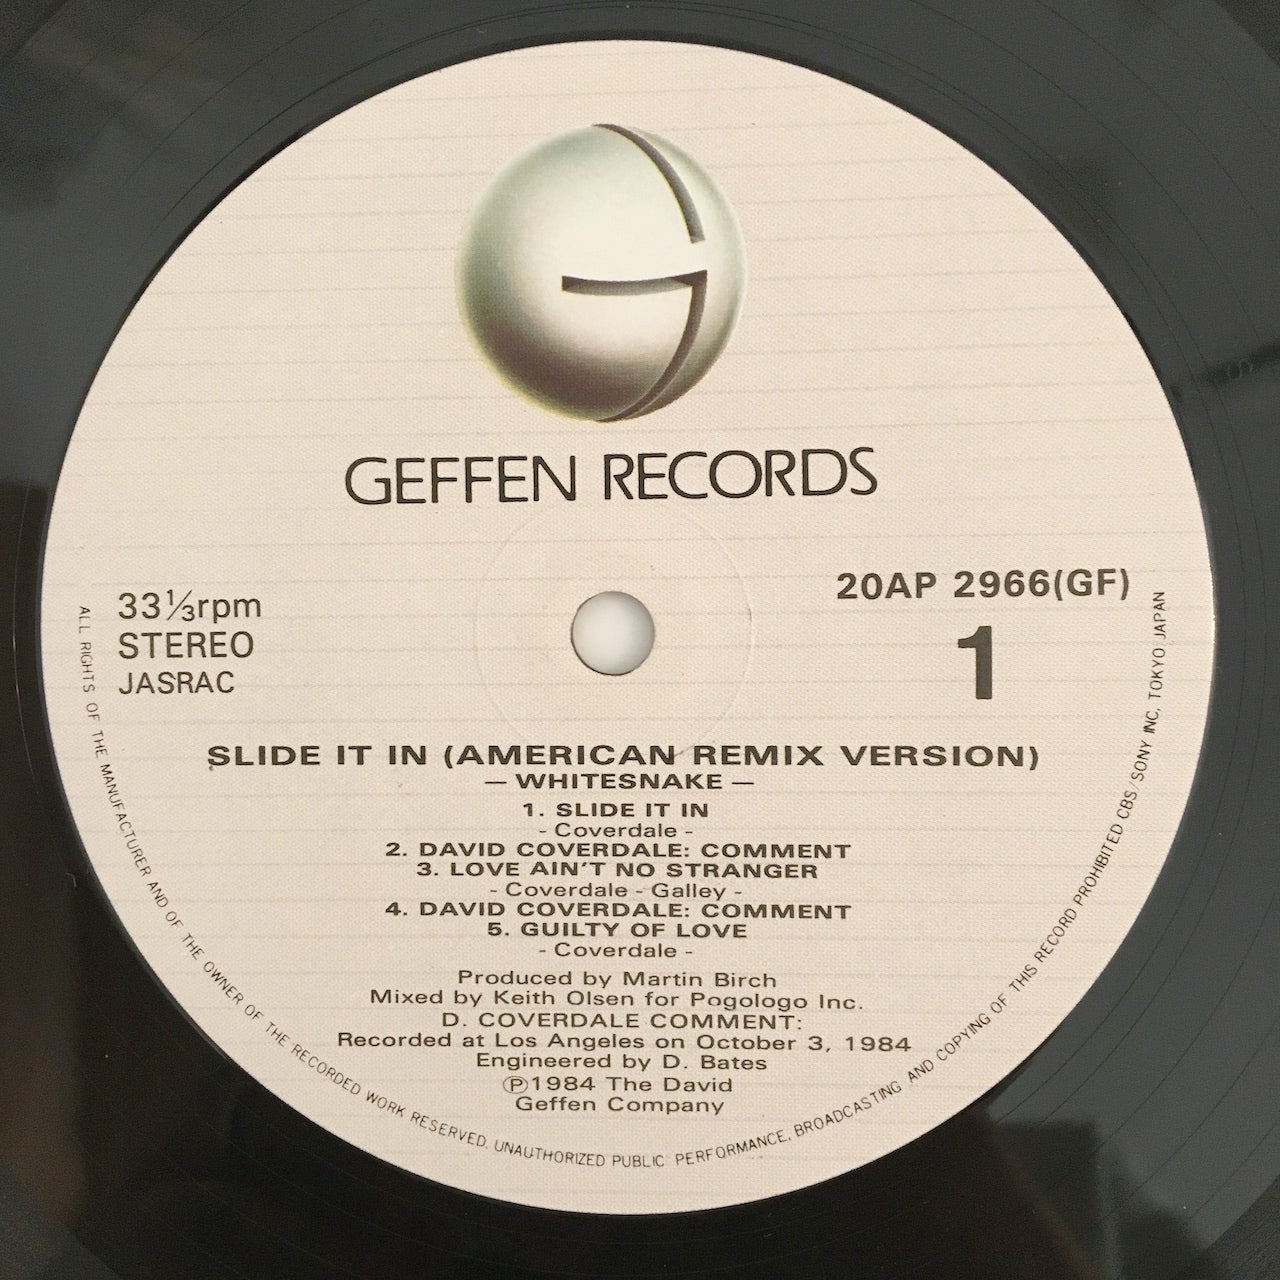 GEFFEN RECORDS
33⅓rpm
STEREO
JASRAC
20AP 2966(GF)
1
SLIDE IT IN (AMERICAN REMIX VERSION)
— WHITESNAKE —
1. SLIDE IT IN
- Coverdale -
2. DAVID COVERDALE: COMMENT
3. LOVE AIN'T NO STRANGER
- Coverdale - Galley -
4. DAVID COVERDALE: COMMENT
5. GUILTY OF LOVE
- Coverdale -
Produced by Martin Birch
Mixed by Keith Olsen for Pogologo Inc.
D. COVERDALE COMMENT:
Recorded at Los Angeles on October 3, 1984
Engineered by D. Bates
Ⓟ1984 The David
Geffen Company
ALL RIGHTS OF THE MANUFACTURER AND OF THE OWNER OF THE RECORDED WORK RESERVED. UNAUTHORIZED PUBLIC PERFORMANCE, BROADCASTING AND COPYING OF THIS RECORD PROHIBITED CBS/SONY INC. TOKYO JAPAN